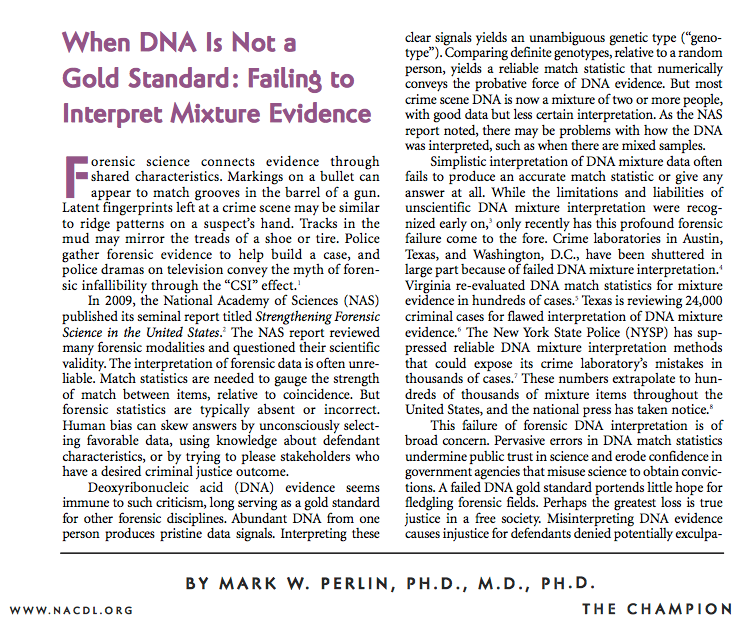 When DNA Is Not a
Gold Standard: Failing to
Interpret Mixture Evidence
Forensic science connects evidence through
shared characteristics. Markings on a bullet can
appear to match grooves in the barrel of a gun.
Latent fingerprints left at a crime scene may be similar
to ridge patterns on a suspect's hand. Tracks in the
mud may mirror the treads of a shoe or tire. Police
gather forensic evidence to help build a case, and
police dramas on television convey the myth of foren-
sic infallibility through the “CSI” effect.¹
In 2009, the National Academy of Sciences (NAS)
published its seminal report titled Strengthening Forensic
Science in the United States.² The NAS report reviewed
many forensic modalities and questioned their scientific
validity. The interpretation of forensic data is often unre-
liable. Match statistics are needed to gauge the strength
of match between items, relative to coincidence. But
forensic statistics are typically absent or incorrect.
Human bias can skew answers by unconsciously select-
ing favorable data, using knowledge about defendant
characteristics, or by trying to please stakeholders who
have a desired criminal justice outcome.
Deoxyribonucleic acid (DNA) evidence seems
immune to such criticism, long serving as a gold standard
for other forensic disciplines. Abundant DNA from one
person produces pristine data signals. Interpreting these
clear signals yields an unambiguous genetic type (“geno-
type”). Comparing definite genotypes, relative to a random
person, yields a reliable match statistic that numerically
conveys the probative force of DNA evidence. But most
crime scene DNA is now a mixture of two or more people,
with good data but less certain interpretation. As the NAS
report noted, there may be problems with how the DNA
was interpreted, such as when there are mixed samples.
Simplistic interpretation of DNA mixture data often
fails to produce an accurate match statistic or give any
answer at all. While the limitations and liabilities of
unscientific DNA mixture interpretation were recog-
nized early on,³ only recently has this profound forensic
failure come to the fore. Crime laboratories in Austin,
Texas, and Washington, D.C., have been shuttered in
large part because of failed DNA mixture interpretation.⁴
Virginia re-evaluated DNA match statistics for mixture
evidence in hundreds of cases.⁵ Texas is reviewing 24,000
criminal cases for flawed interpretation of DNA mixture
evidence.⁶ The New York State Police (NYSP) has sup-
pressed reliable DNA mixture interpretation methods
that could expose its crime laboratory's mistakes in
thousands of cases.⁷ These numbers extrapolate to hun-
dreds of thousands of mixture items throughout the
United States, and the national press has taken notice.⁸
This failure of forensic DNA interpretation is of
broad concern. Pervasive errors in DNA match statistics
undermine public trust in science and erode confidence in
government agencies that misuse science to obtain convic-
tions. A failed DNA gold standard portends little hope for
fledgling forensic fields. Perhaps the greatest loss is true
justice in a free society. Misinterpreting DNA evidence
causes injustice for defendants denied potentially exculpa-
BY MARK W. PERLIN, PH.D., M.D., PH.D.
WWW.NACDL.ORG
THE CHAMPION